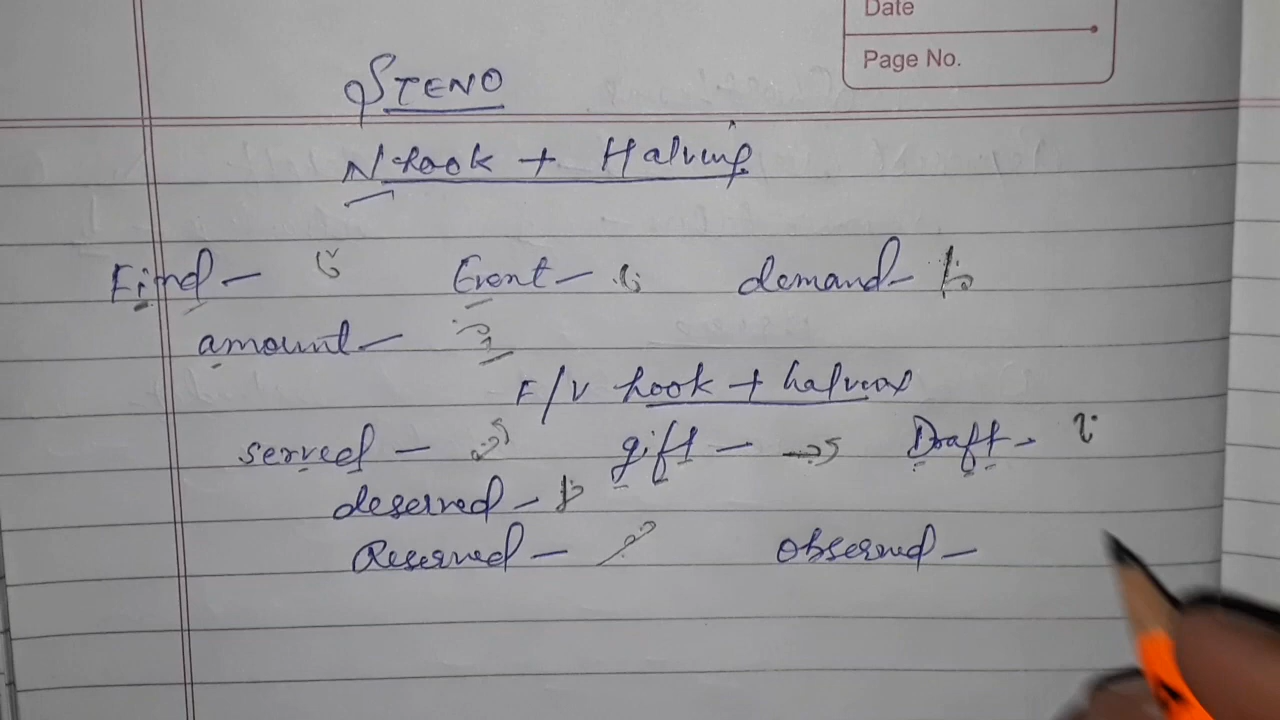 Date
Page No.
STENO
N hook + Halving
Find - Event - demand -
amount -
F/V hook + halving
served - gift - Draft -
deserved -
Reserved - Observed -